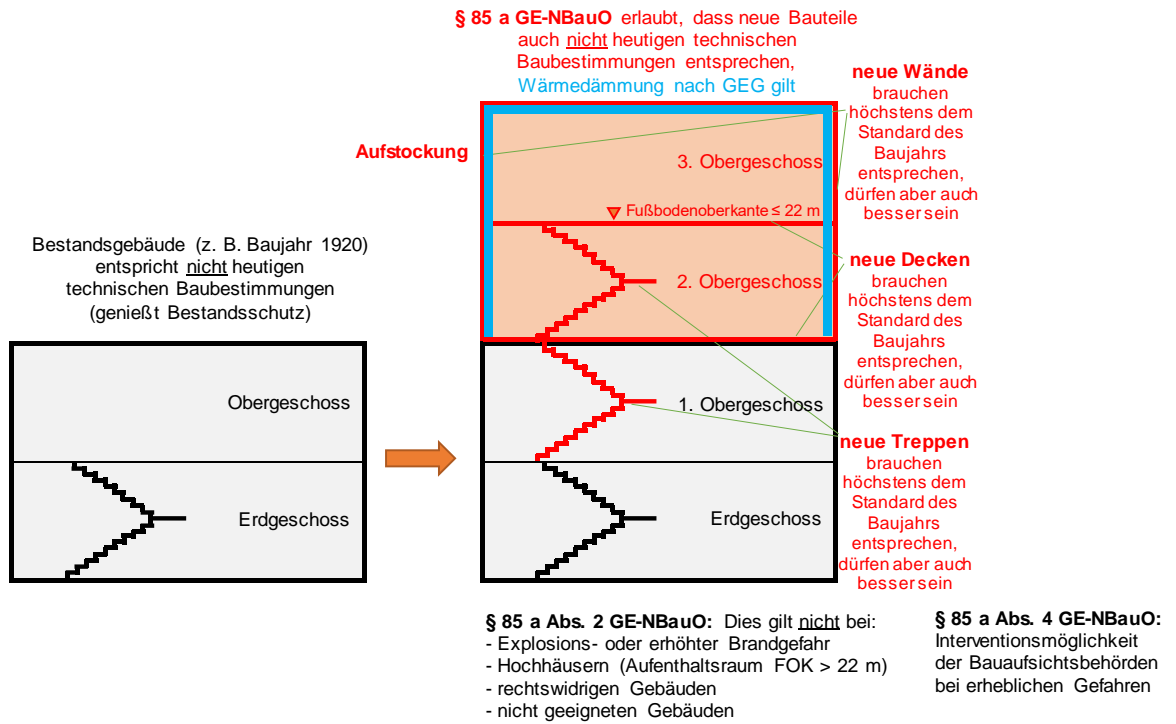 § 85 a GE-NBauO erlaubt, dass neue Bauteile
auch nicht heutigen technischen
Baubestimmungen entsprechen,
Wärmedämmung nach GEG gilt
Aufstockung
3. Obergeschoss
Fußbodenoberkante ≤ 22 m
2. Obergeschoss
1. Obergeschoss
Erdgeschoss
neue Wände
brauchen
höchstens dem
Standard des
Baujahrs
entsprechen,
dürfen aber auch
besser sein
neue Decken
brauchen
höchstens dem
Standard des
Baujahrs
entsprechen,
dürfen aber auch
besser sein
neue Treppen
brauchen
höchstens dem
Standard des
Baujahrs
entsprechen,
dürfen aber auch
besser sein
Bestandsgebäude (z. B. Baujahr 1920)
entspricht nicht heutigen
technischen Baubestimmungen
(genießt Bestandsschutz)
Obergeschoss
Erdgeschoss
§ 85 a Abs. 2 GE-NBauO: Dies gilt nicht bei:
- Explosions- oder erhöhter Brandgefahr
- Hochhäusern (Aufenthaltsraum FOK > 22 m)
- rechtswidrigen Gebäuden
- nicht geeigneten Gebäuden
§ 85 a Abs. 4 GE-NBauO:
Interventionsmöglichkeit
der Bauaufsichtsbehörden
bei erheblichen Gefahren